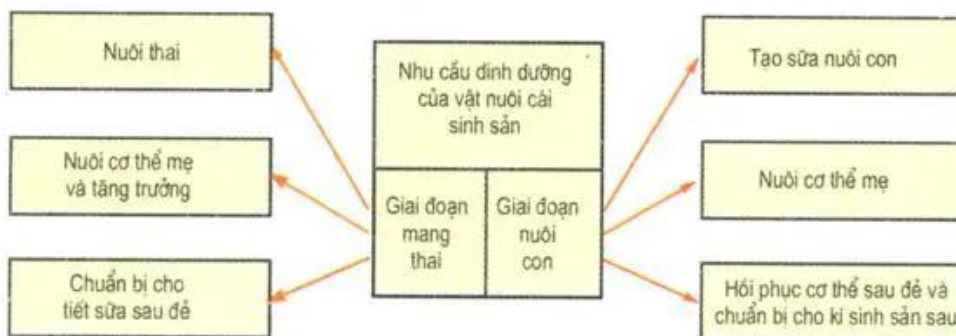 Nuôi thai
Nuôi cơ thể mẹ
và tăng trưởng
Chuẩn bị cho
tiết sữa sau đẻ
Nhu cầu dinh dưỡng
của vật nuôi cái
sinh sản
Giai đoạn
mang
thai
Giai đoạn
nuôi
con
Tạo sữa nuôi con
Nuôi cơ thể mẹ
Hồi phục cơ thể sau đẻ và
chuẩn bị cho kì sinh sản sau